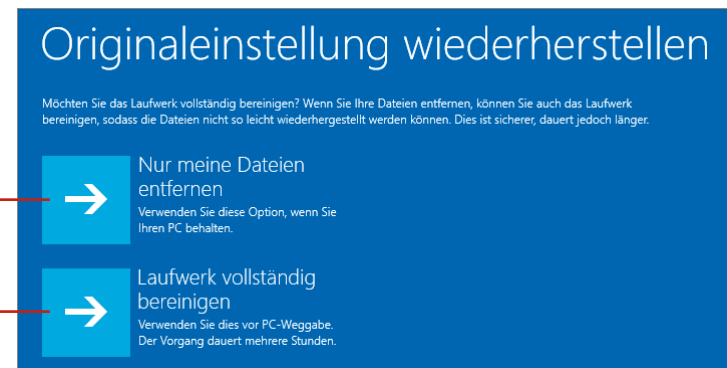 Originaleinstellung wiederherstellen
Möchten Sie das Laufwerk vollständig bereinigen? Wenn Sie Ihre Dateien entfernen, können Sie auch das Laufwerk
bereinigen, sodass die Dateien nicht so leicht wiederhergestellt werden können. Dies ist sicherer, dauert jedoch länger.
Nur meine Dateien
entfernen
Verwenden Sie diese Option, wenn Sie
Ihren PC behalten.
Laufwerk vollständig
bereinigen
Verwenden Sie dies vor PC-Weggabe.
Der Vorgang dauert mehrere Stunden.